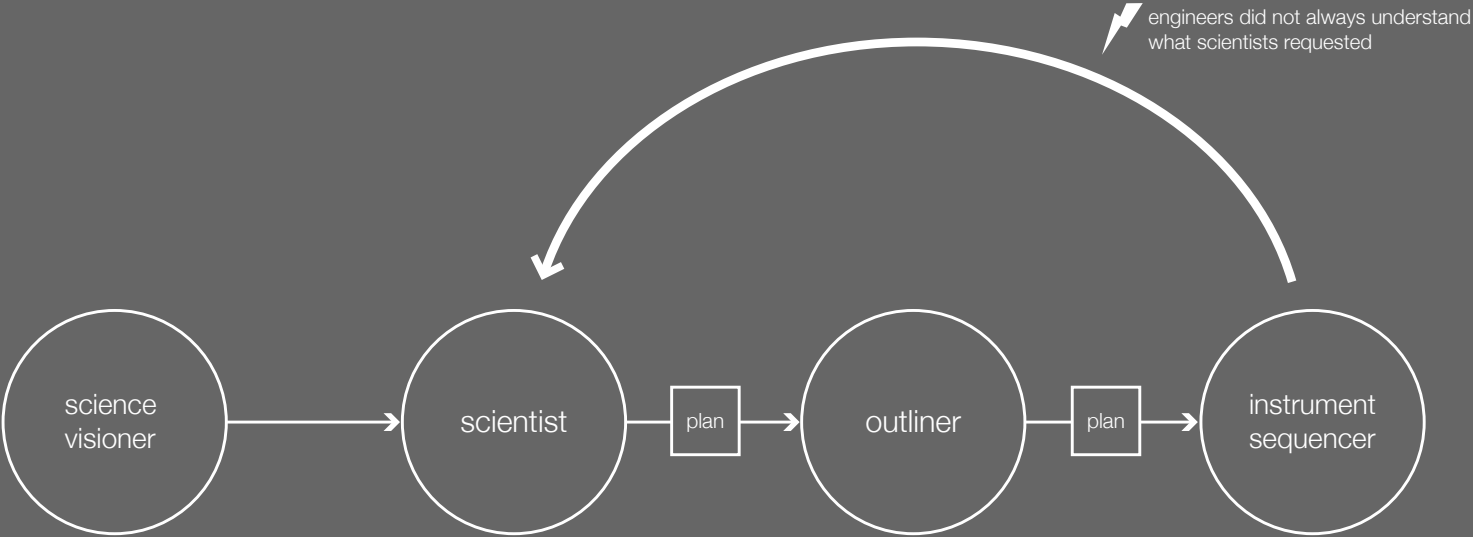 engineers did not always understand
what scientists requested
science
visioner
scientist
plan
outliner
plan
instrument
sequencer